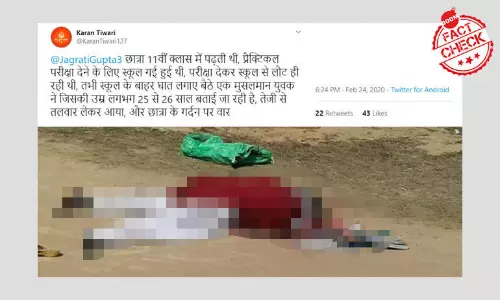 Karan Tiwari
@KaranTiwari127
100%
FACT
CHECK
@JagratiGupta3 छात्रा 11वीं क्लास में पढ़ती थी, प्रैक्टिकल
परीक्षा देने के लिए स्कूल गई हुई थी, परीक्षा देकर स्कूल से लौट ही
रही थी, तभी स्कूल के बाहर घात लगाए बेठे एक मुसलमान युवक
ने जिसकी उम्र लगभग 25 से 26 साल बताई जा रही है, तेजी से
तलवार लेकर आया, ओर छात्रा के गर्दन पर वार
6:24 PM - Feb 24, 2020 - Twitter for Android
22 Retweets 43 Likes